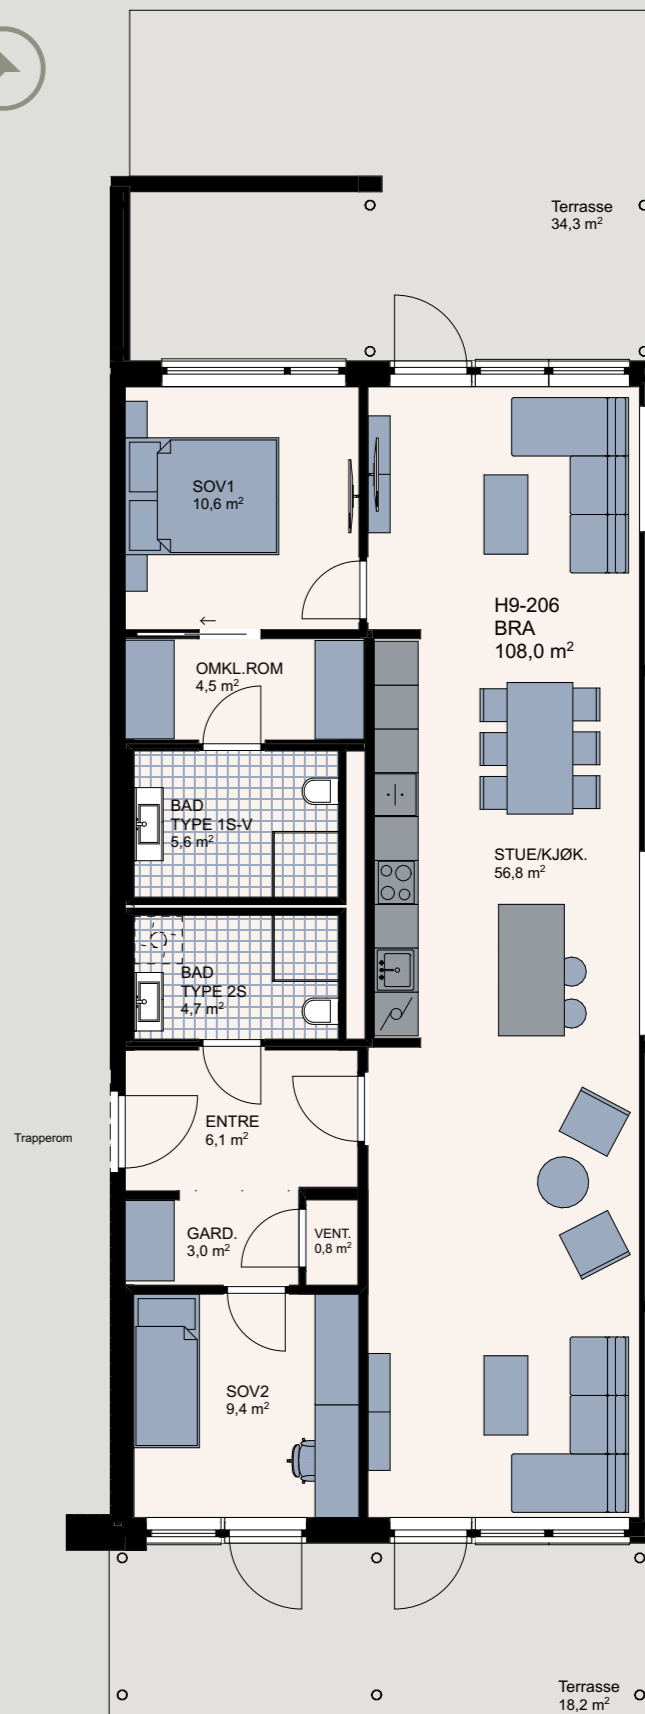 Terrasse
34,3 m²
SOV1
10,6 m²
H9-206
BRA
108,0 m²
OMKL.ROM
4,5 m²
BAD
TYPE 1S-V
5,6 m²
STUE/KJØK.
56,8 m²
BAD
TYPE 2S
4,7 m²
ENTRE
6,1 m²
Trapperom
GARD.
3,0 m²
VENT.
0,8 m²
SOV2
9,4 m²
Terrasse
18,2 m²